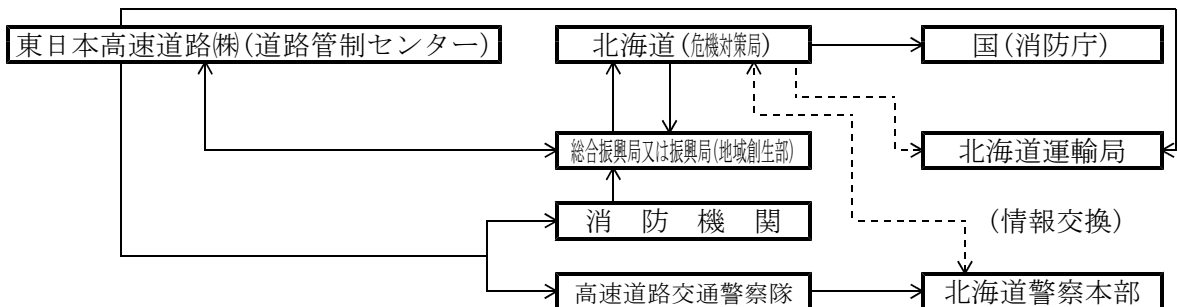 東日本高速道路㈱(道路管制センター)
北海道(危機対策局)
国(消防庁)
総合振興局又は振興局(地域創生部)
北海道運輸局
消防機関
(情報交換)
高速道路交通警察隊
北海道警察本部